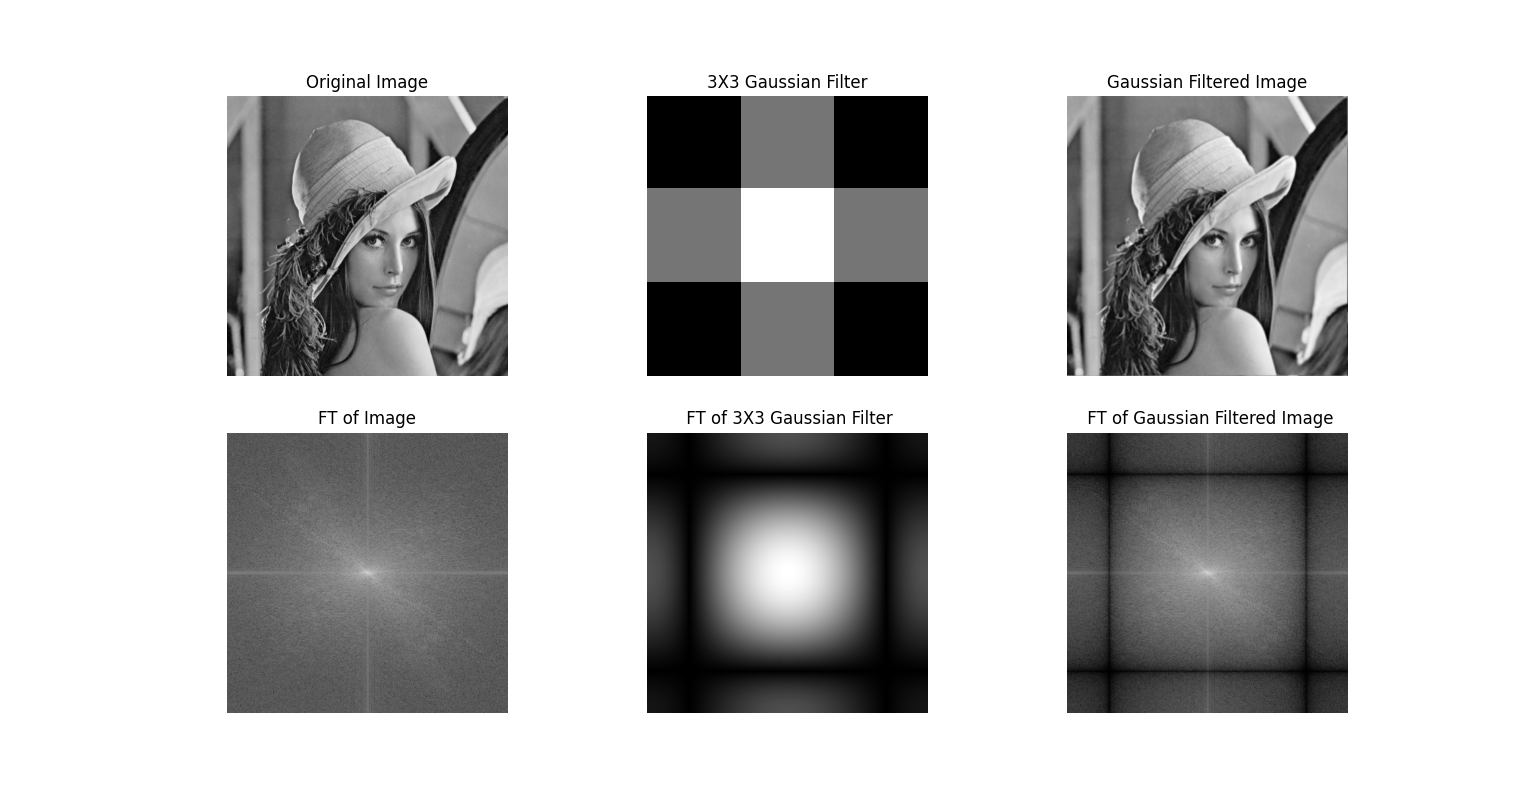 Original Image
3X3 Gaussian Filter
Gaussian Filtered Image
FT of Image
FT of 3X3 Gaussian Filter
FT of Gaussian Filtered Image